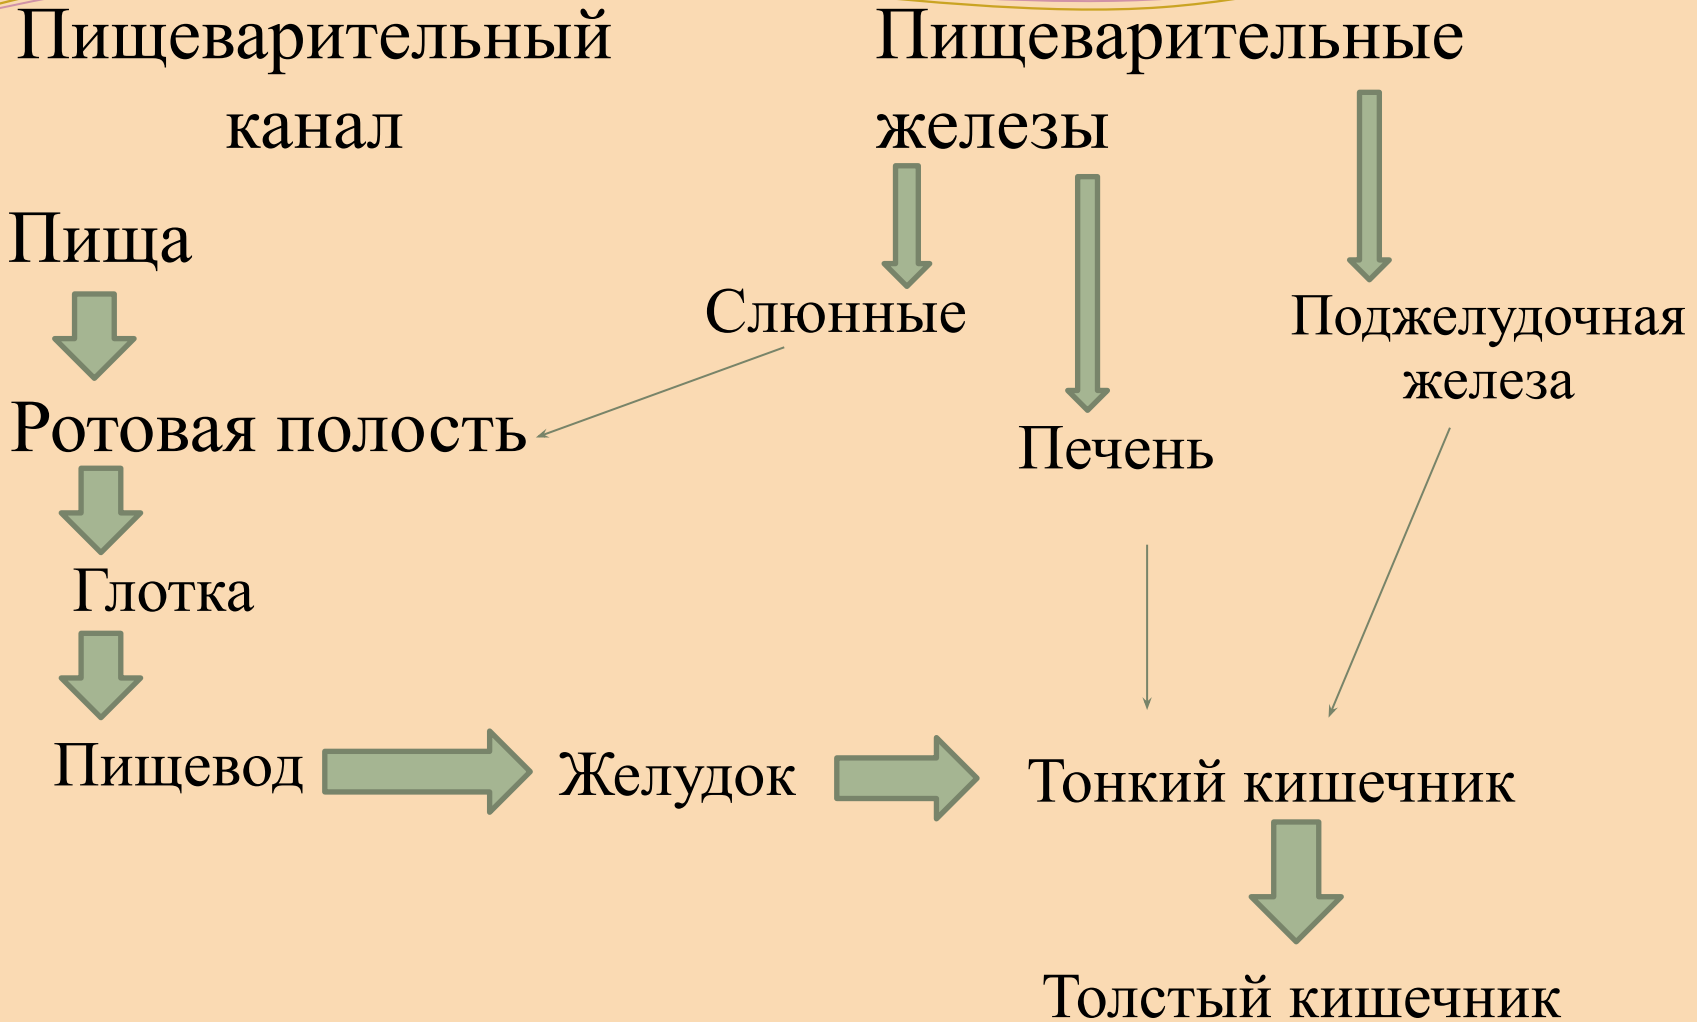 Пищеварительный
канал
Пищеварительные
железы
Пища
Слюнные
Поджелудочная
железа
Ротовая полость
Печень
Глотка
Пищевод
Желудок
Тонкий кишечник
Толстый кишечник